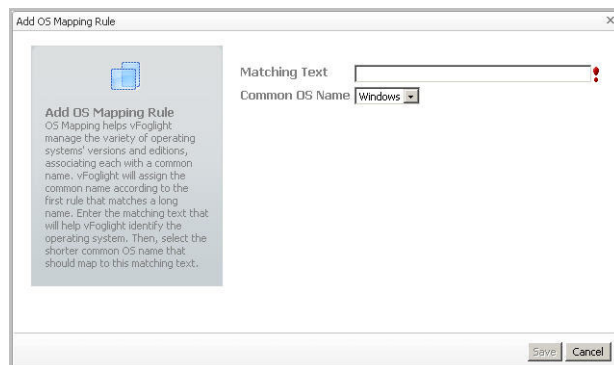 Add OS Mapping Rule
Matching Text
Common OS Name Windows
Add OS Mapping Rule
OS Mapping helps vFoglight
manage the variety of operating
systems' versions and editions,
associating each with a common
name. vFoglight will assign the
common name according to the
first rule that matches a long
name. Enter the matching text that
will help vFoglight identify the
operating system. Then, select the
shorter common OS name that
should map to this matching text.
Save Cancel